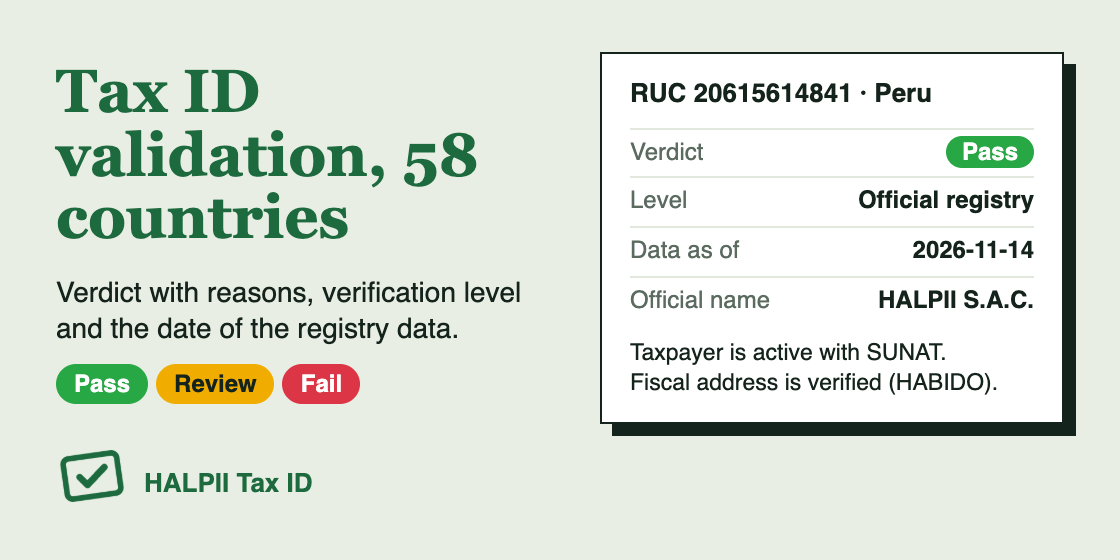 Tax ID
validation, 58
countries
Verdict with reasons, verification level
and the date of the registry data.
Pass Review Fail
HALPII Tax ID
RUC 20615614841 · Peru
Verdict Pass
Level Official registry
Data as of 2026-11-14
Official name HALPII S.A.C.
Taxpayer is active with SUNAT.
Fiscal address is verified (HABIDO).